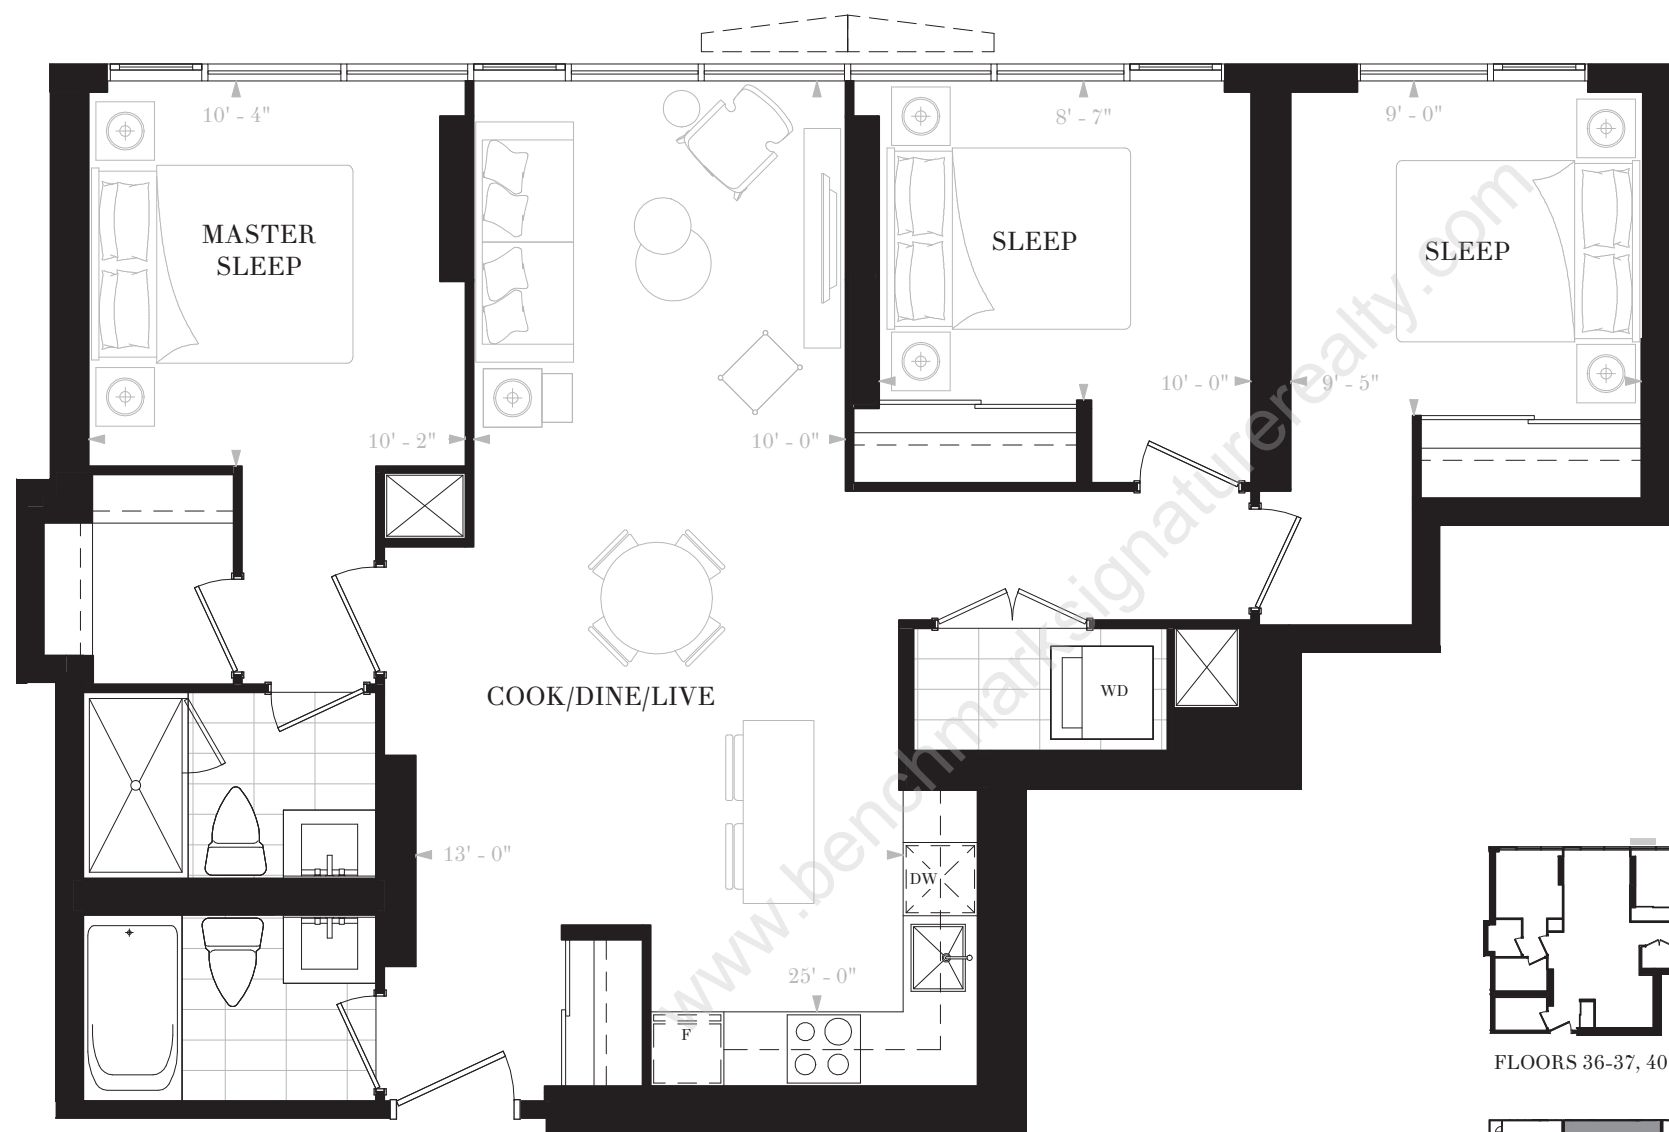 10' - 4"
8' - 7"
9' - 0"
MASTER
SLEEP
SLEEP
SLEEP
10' - 2"
10' - 0"
10' - 0"
9' - 5"
COOK/DINE/LIVE
WD
13' - 0"
DW
25' - 0"
F
www.benchmarksignaturerealty.com
FLOORS 36-37, 40